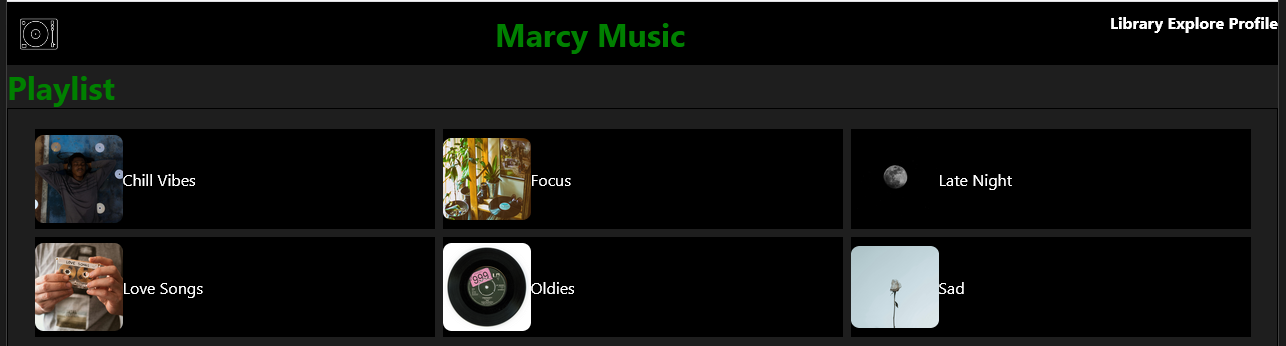 Marcy Music
Library Explore Profile
Playlist
Chill Vibes
Focus
Late Night
Love Songs
Oldies
Sad